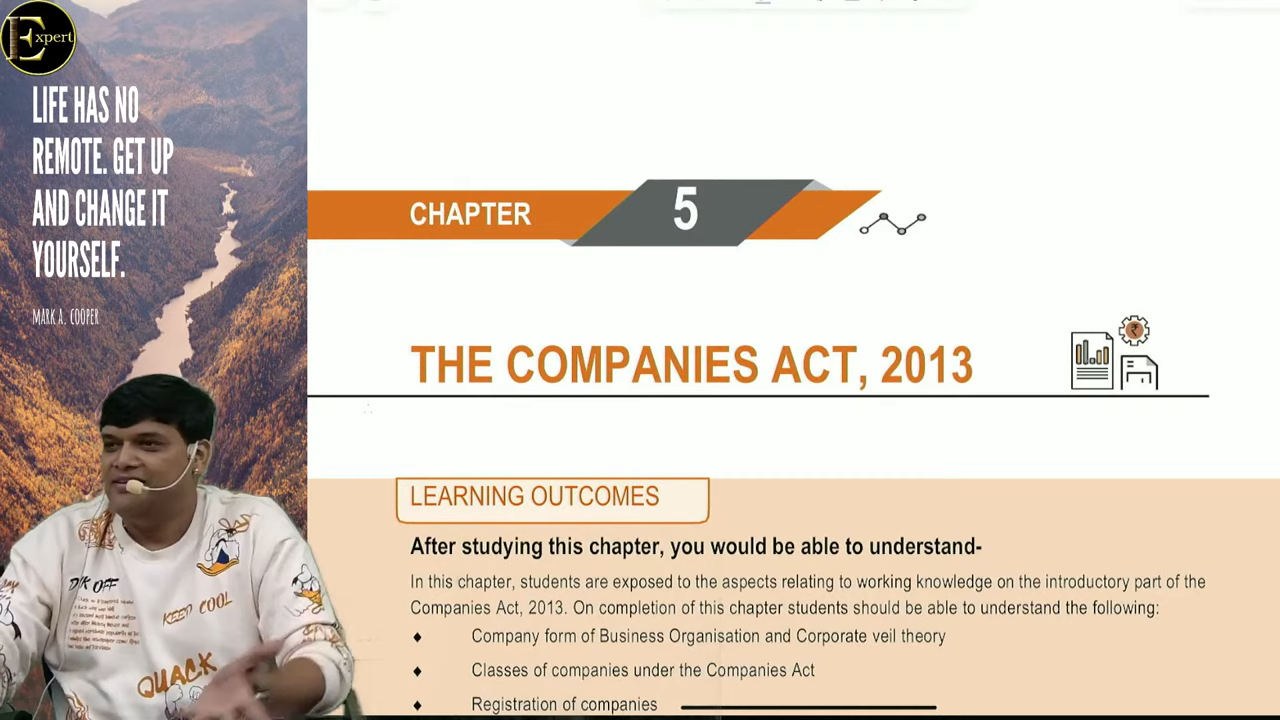 Expert
LIFE HAS NO
REMOTE. GET UP
AND CHANGE IT
YOURSELF.
MARK A. COOPER
CHAPTER 5
THE COMPANIES ACT, 2013
LEARNING OUTCOMES
After studying this chapter, you would be able to understand-
In this chapter, students are exposed to the aspects relating to working knowledge on the introductory part of the
Companies Act, 2013. On completion of this chapter students should be able to understand the following:
Company form of Business Organisation and Corporate veil theory
Classes of companies under the Companies Act
Registration of companies
KEEP COOL
QUACK